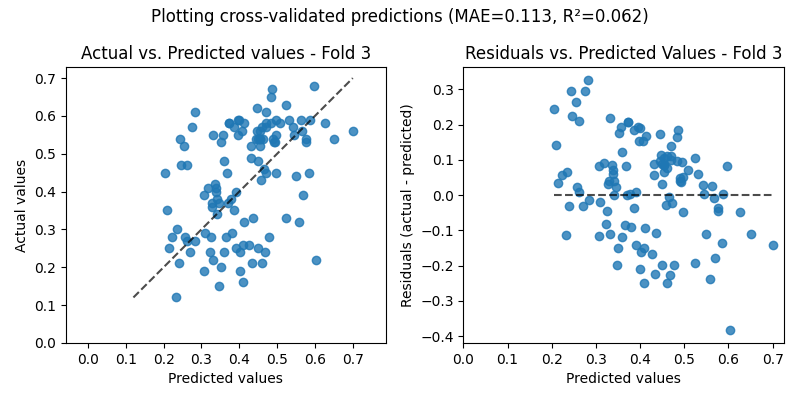 Plotting cross-validated predictions (MAE=0.113, R²=0.062)
Actual vs. Predicted values - Fold 3
Actual values
0.7
0.6
0.5
0.4
0.3
0.2
0.1
0.0
0.0 0.1 0.2 0.3 0.4 0.5 0.6 0.7
Predicted values
Residuals vs. Predicted Values - Fold 3
Residuals (actual - predicted)
0.3
0.2
0.1
0.0
−0.1
−0.2
−0.3
−0.4
0.0 0.1 0.2 0.3 0.4 0.5 0.6 0.7
Predicted values